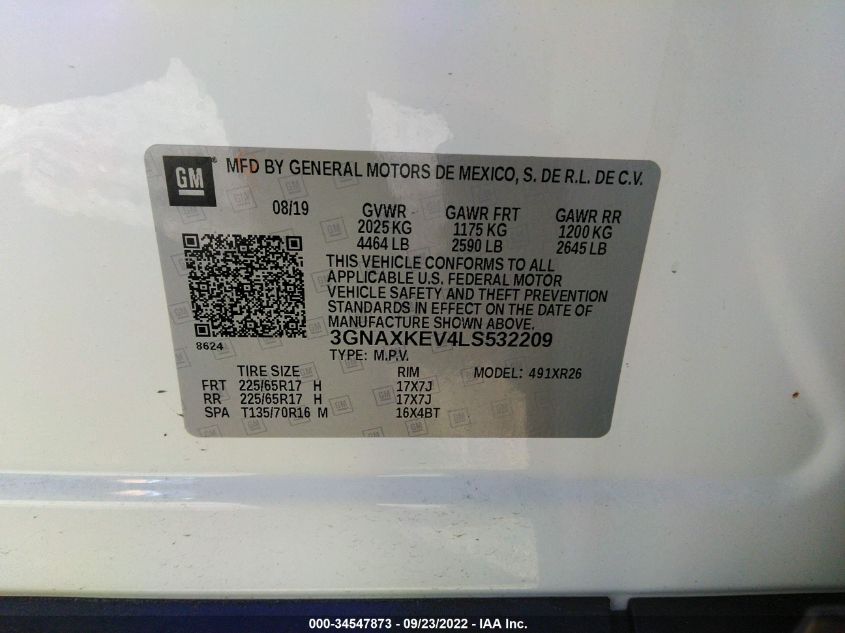 GM MFD BY GENERAL MOTORS DE MEXICO, S. DE R.L. DE C.V.
08/19 GVWR GAWR FRT GAWR RR
2025 KG 1175 KG 1200 KG
4464 LB 2590 LB 2645 LB
THIS VEHICLE CONFORMS TO ALL
APPLICABLE U.S. FEDERAL MOTOR
VEHICLE SAFETY AND THEFT PREVENTION
STANDARDS IN EFFECT ON THE DATE OF
MANUFACTURE SHOWN ABOVE.
8624 3GNAXKEV4LS532209
TYPE: M.P.V.
TIRE SIZE RIM MODEL: 491XR26
FRT 225/65R17 H 17X7J
RR 225/65R17 H 17X7J
SPA T135/70R16 M 16X4BT
000-34547873 / 09/23/2022 - IAA Inc.